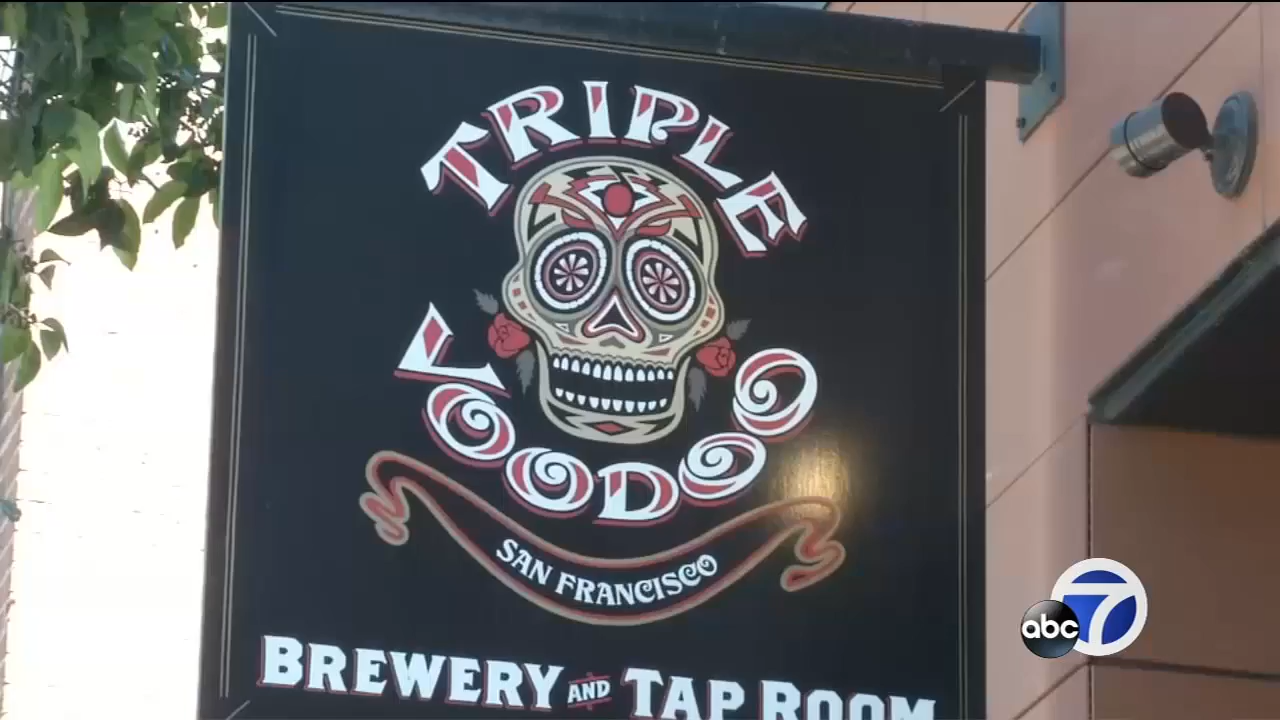 TRIPLE
VOODOO
SAN FRANCISCO
BREWERY AND TAP ROOM
abc 7